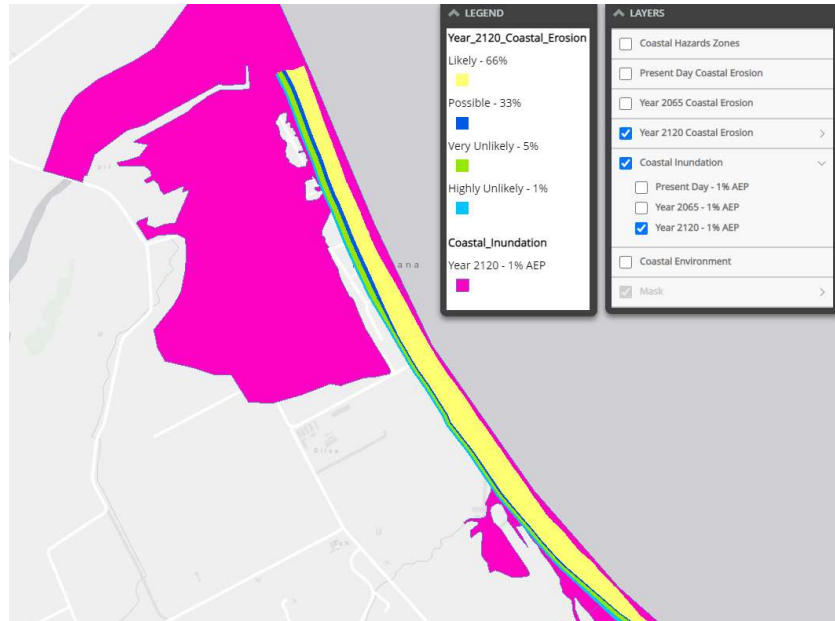 LEGEND
Year_2120_Coastal_Erosion
Likely - 66%
Possible - 33%
Very Unlikely - 5%
Highly Unlikely - 1%
Coastal_Inundation
Year 2120 - 1% AEP
LAYERS
Coastal Hazards Zones
Present Day Coastal Erosion
Year 2065 Coastal Erosion
Year 2120 Coastal Erosion
Coastal Inundation
Present Day - 1% AEP
Year 2065 - 1% AEP
Year 2120 - 1% AEP
Coastal Environment
Mask
ana